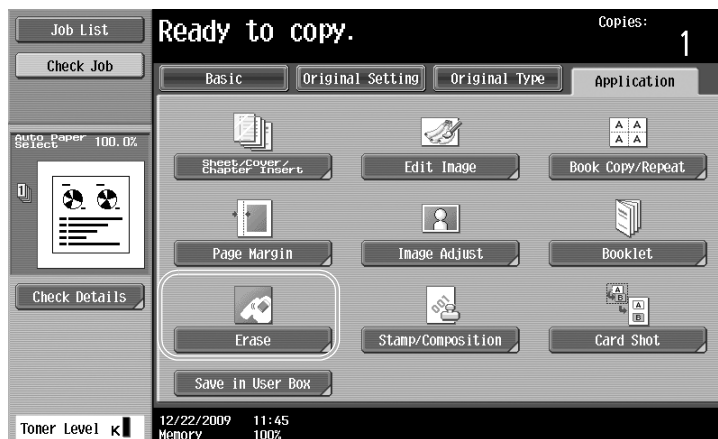 Job List
Ready to copy.
Copies:
1
Check Job
Basic
Original Setting
Original Type
Application
Auto Paper
Select
100.0%
Sheet/Cover/
Chapter Insert
Edit Image
Book Copy/Repeat
1
Page Margin
Image Adjust
Booklet
Check Details
Erase
Stamp/Composition
Card Shot
Save in User Box
Toner Level K
12/22/2009 11:45
Memory 100%